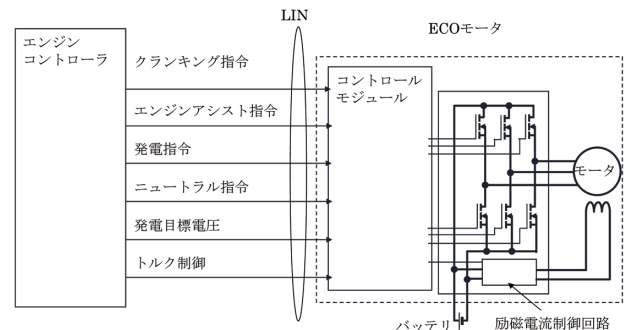 LIN
ECOモータ
エンジン
コントローラ
クランキング指令
コントロール
モジュール
エンジンアシスト指令
発電指令
モータ
ニュートラル指令
発電目標電圧
トルク制御
バッテリ
励磁電流制御回路